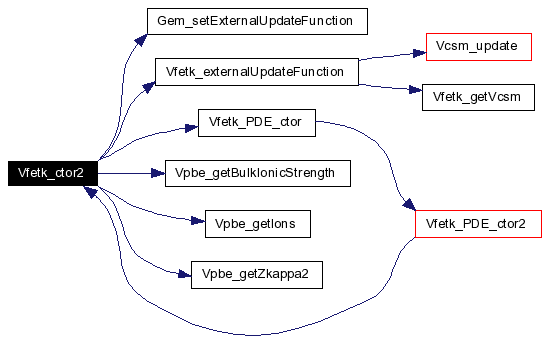 Gem_setExternalUpdateFunction
Vcsm_update
Vfetk_externalUpdateFunction
Vfetk_getVcsm
Vfetk_PDE_ctor
Vfetk_ctor2
Vpbe_getBulkIonicStrength
Vpbe_getIons
Vfetk_PDE_ctor2
Vpbe_getZkappa2